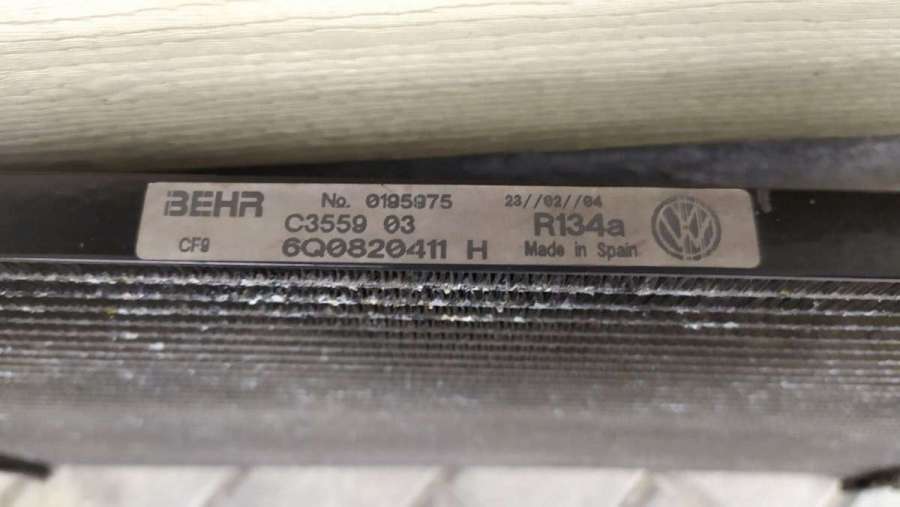 BEHR No. 0195975 23//02//04
C3559 03 R134a
CF9 6Q0820411 H Made in Spain